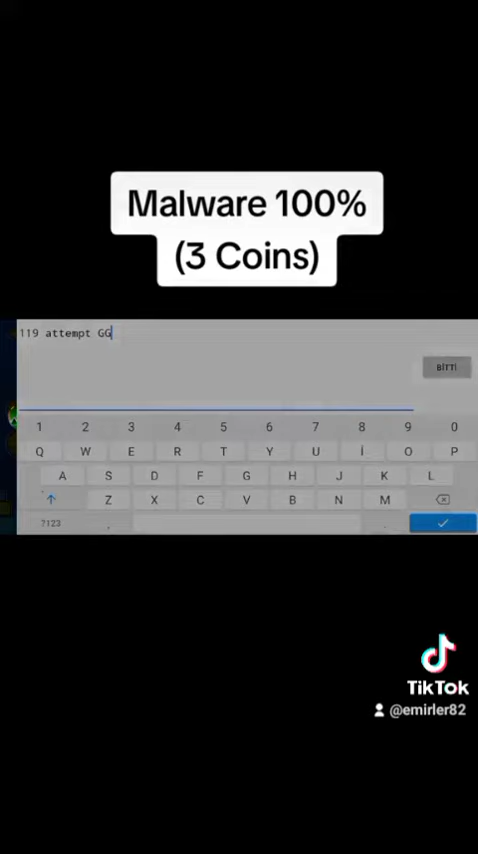 Malware 100%
(3 Coins)
119 attempt GG
BİTTİ
1 2 3 4 5 6 7 8 9 0
Q W E R T Y U İ O P
A S D F G H J K L
Z X C V B N M
?123 , .
TikTok
@emirler82